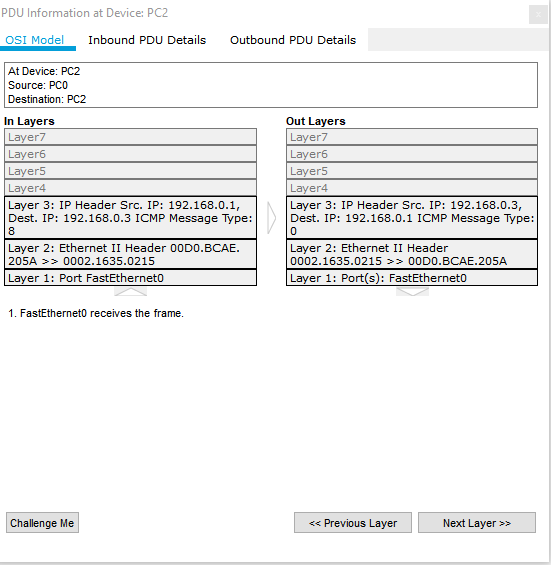 PDU Information at Device: PC2
x
OSI Model
Inbound PDU Details
Outbound PDU Details
At Device: PC2
Source: PC0
Destination: PC2
In Layers
Layer7
Layer6
Layer5
Layer4
Layer 3: IP Header Src. IP: 192.168.0.1,
Dest. IP: 192.168.0.3 ICMP Message Type:
8
Layer 2: Ethernet II Header 00D0.BCAE.
205A >> 0002.1635.0215
Layer 1: Port FastEthernet0
Out Layers
Layer7
Layer6
Layer5
Layer4
Layer 3: IP Header Src. IP: 192.168.0.3,
Dest. IP: 192.168.0.1 ICMP Message Type:
0
Layer 2: Ethernet II Header
0002.1635.0215 >> 00D0.BCAE.205A
Layer 1: Port(s): FastEthernet0
1. FastEthernet0 receives the frame.
Challenge Me
<< Previous Layer
Next Layer >>